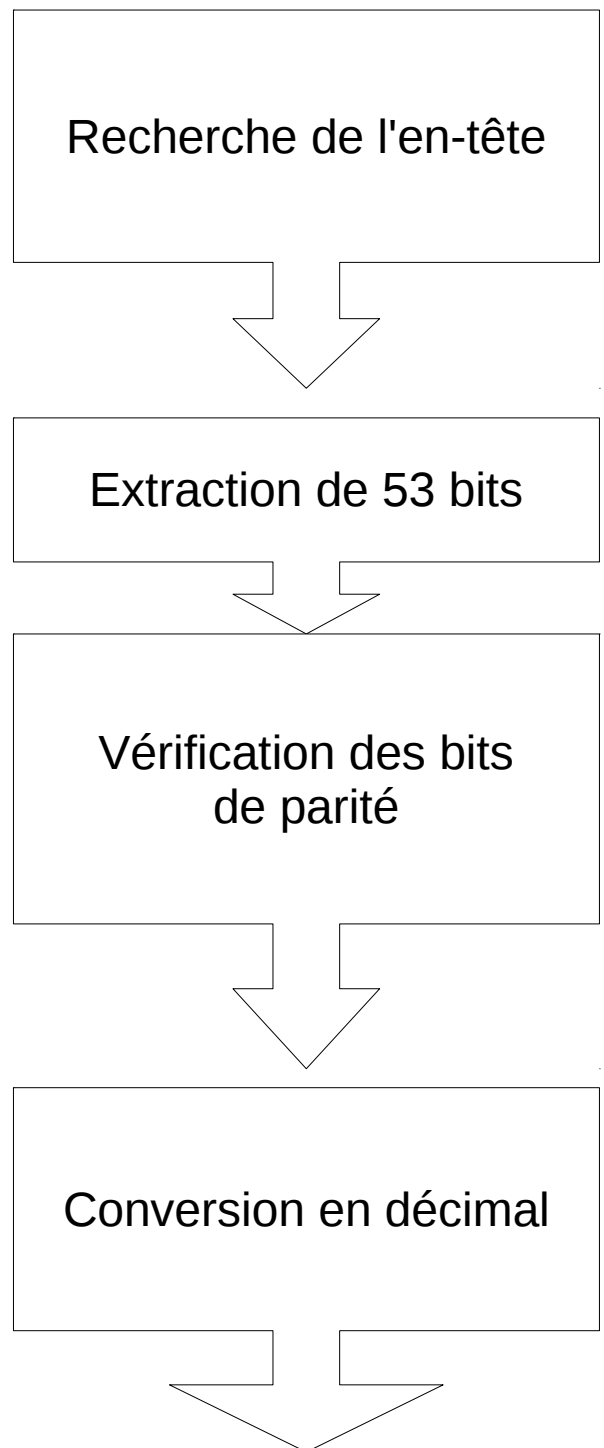 Recherche de l'en-tête
Extraction de 53 bits
Vérification des bits
de parité
Conversion en décimal